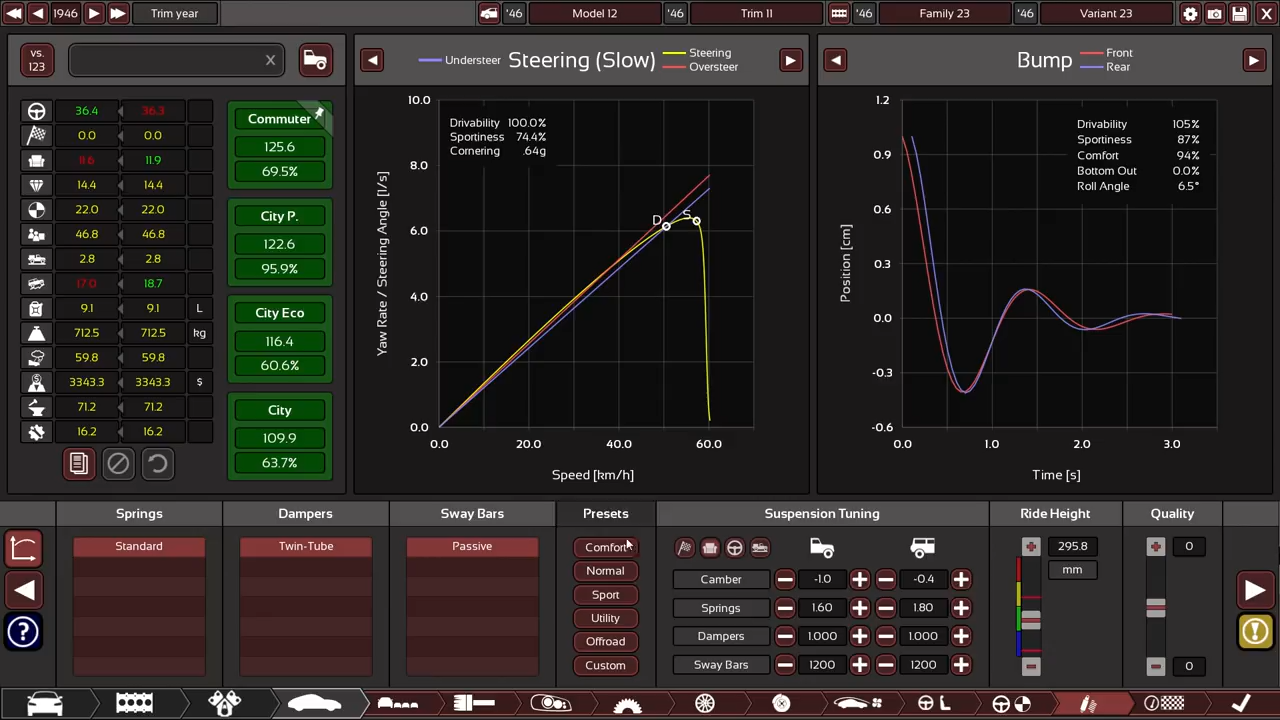 1946
Trim year
'46
Model 12
'46
Trim 11
'46
Family 23
'46
Variant 23
vs.
123
x
36.4 36.3
0.0 0.0
11.6 11.9
14.4 14.4
22.0 22.0
46.8 46.8
2.8 2.8
17.0 18.7
9.1 9.1 L
712.5 712.5 kg
59.8 59.8
3343.3 3343.3 $
71.2 71.2
16.2 16.2
Commuter
125.6
69.5%
City P.
122.6
95.9%
City Eco
116.4
60.6%
City
109.9
63.7%
Understeer
Steering (Slow)
Steering
Oversteer
Drivability 100.0%
Sportiness 74.4%
Cornering .64g
Yaw Rate / Steering Angle [1/s]
10.0
8.0
6.0
4.0
2.0
0.0
D
S
0.0 20.0 40.0 60.0
Speed [km/h]
Bump
Front
Rear
Drivability 105%
Sportiness 87%
Comfort 94%
Bottom Out 0.0%
Roll Angle 6.5°
Position [cm]
1.2
0.9
0.6
0.3
0.0
-0.3
-0.6
0.0 1.0 2.0 3.0
Time [s]
Springs
Standard
Dampers
Twin-Tube
Sway Bars
Passive
Presets
Comfort
Normal
Sport
Utility
Offroad
Custom
Suspension Tuning
Camber -1.0 -0.4
Springs 1.60 1.80
Dampers 1.000 1.000
Sway Bars 1200 1200
Ride Height
295.8
mm
Quality
0
0